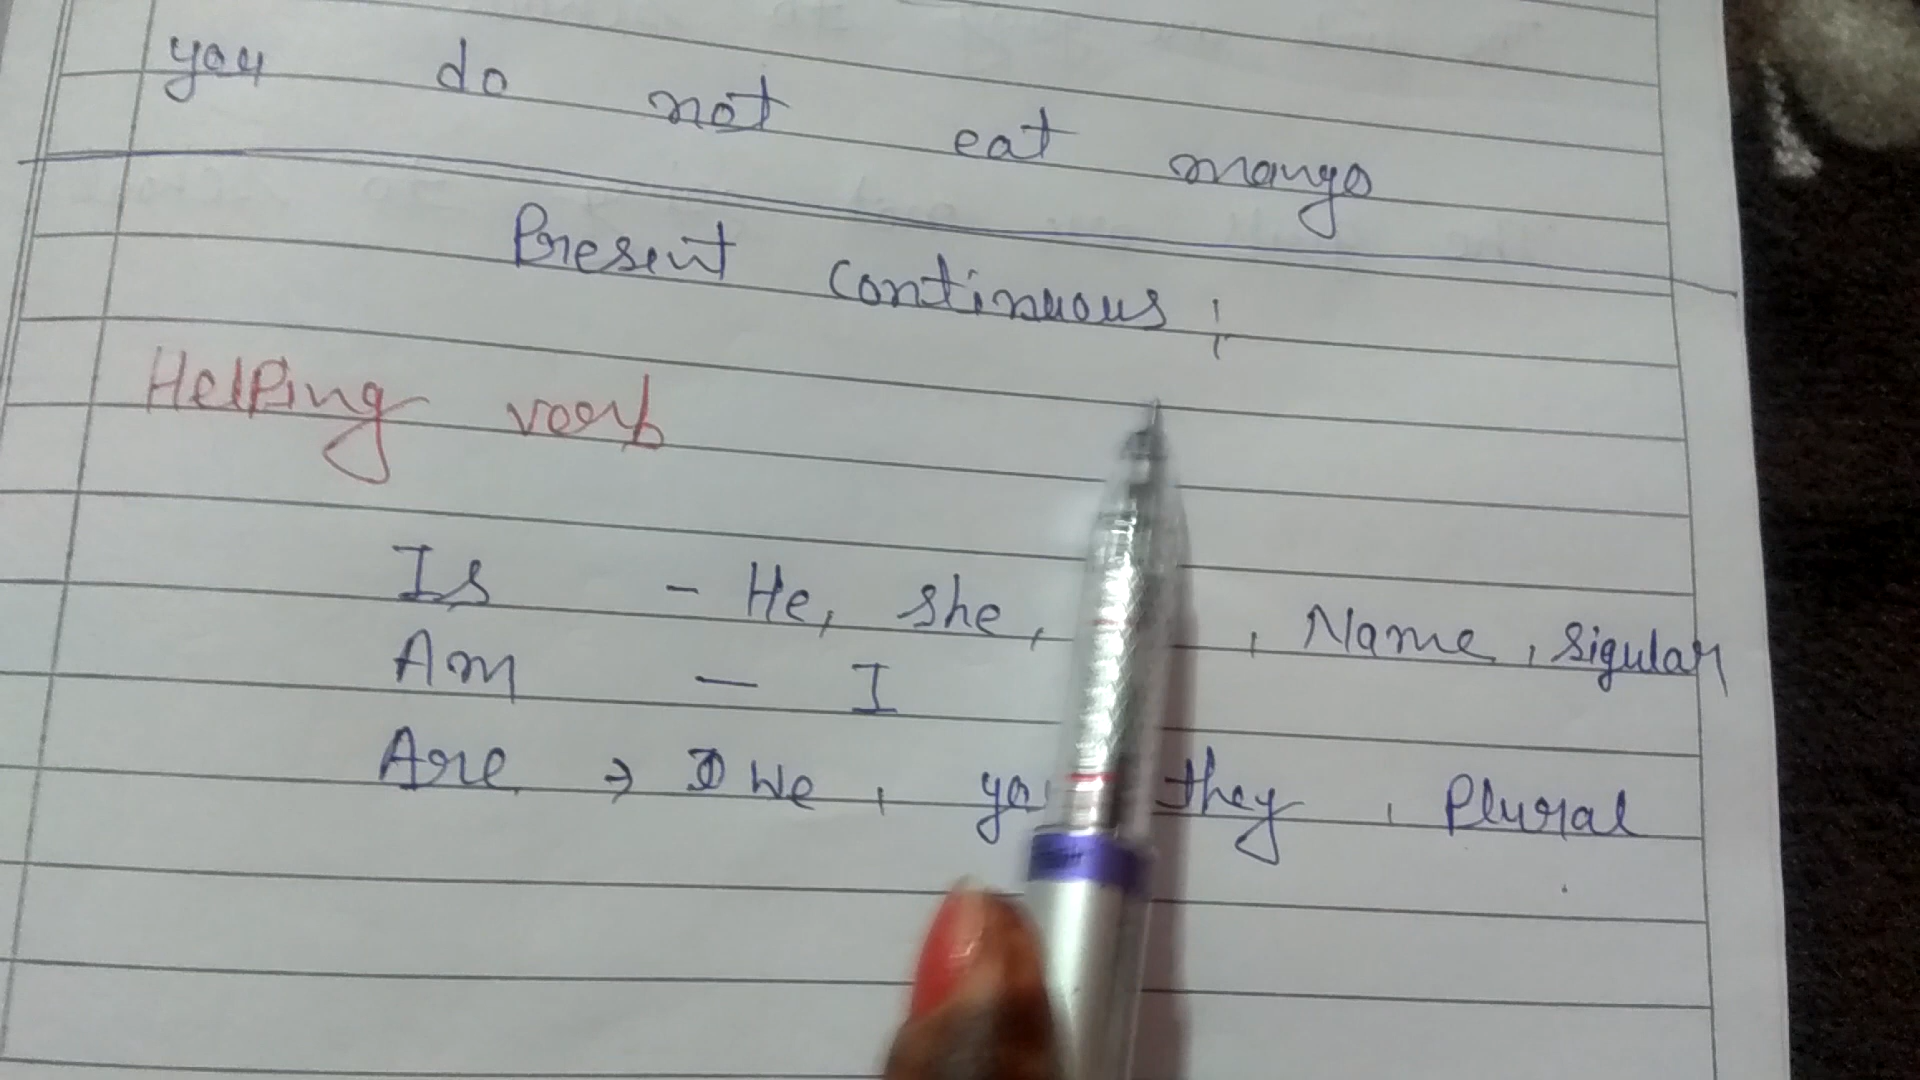 you do not eat mango
Present continuous ;
Helping verb
Is - He, she, , Name, sigular
Am - I
Are → we, they, Plural